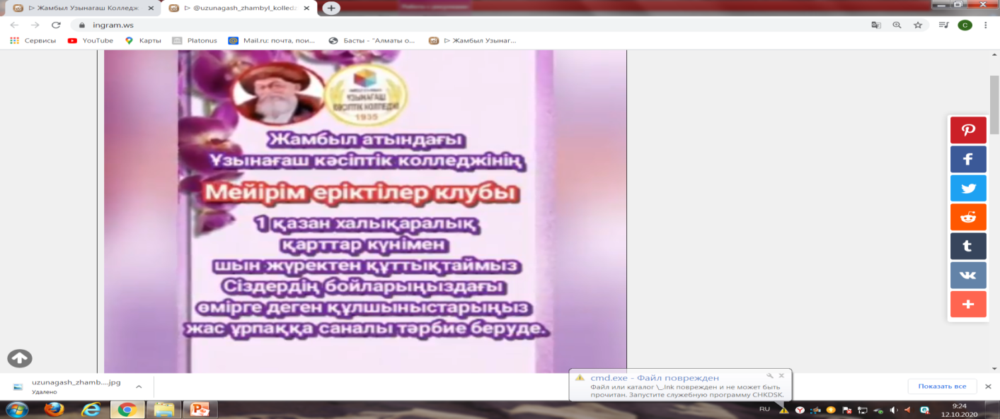 ▷ Жамбыл Узынагаш Колледж
▷ @uzunagash_zhambyl_kolledz
ingram.ws
Сервисы
YouTube
Карты
Platonus
Mail.ru: почта, пои...
Басты - "Алматы о...
▷ Жамбыл Узынаг...
ҰЗЫНАҒАШ
КӘСІПТІК КОЛЛЕДЖІ
1935
Жамбыл атындағы
Ұзынағаш кәсіптік колледжінің
Мейірім еріктілер клубы
1 қазан халықаралық
қарттар күнімен
шын жүректен құттықтаймыз
Сіздердің бойларыңыздағы
өмірге деген құлшыныстарыңыз
жас ұрпаққа саналы тәрбие беруде.
uzunagash_zhamb....jpg
Удалено
cmd.exe - Файл поврежден
Файл или каталог \_.lnk поврежден и не может быть
прочитан. Запустите служебную программу CHKDSK.
Показать все
RU
9:24
12.10.2020